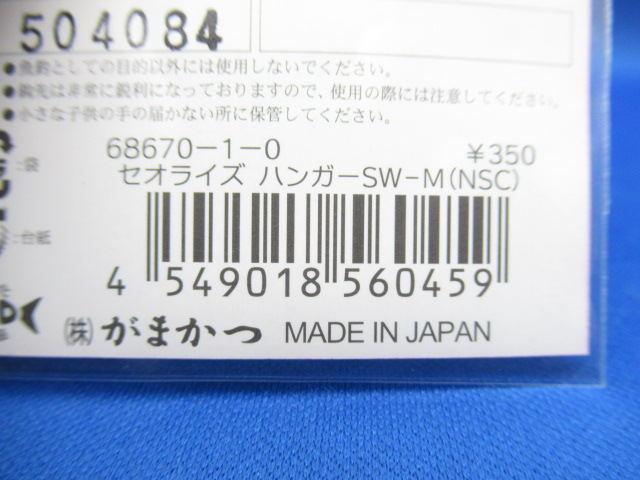 504084
●魚釣としての目的以外には使用しないでください。
●鈎先は非常に鋭利になっておりますので、使用の際には注意してください。
●小さな子供の手の届かない所に保管してください。
68670-1-0 ¥350
セオライズ ハンガーSW-M(NSC)
:袋
:台紙
4 549018 560459
㈱がまかつ MADE IN JAPAN